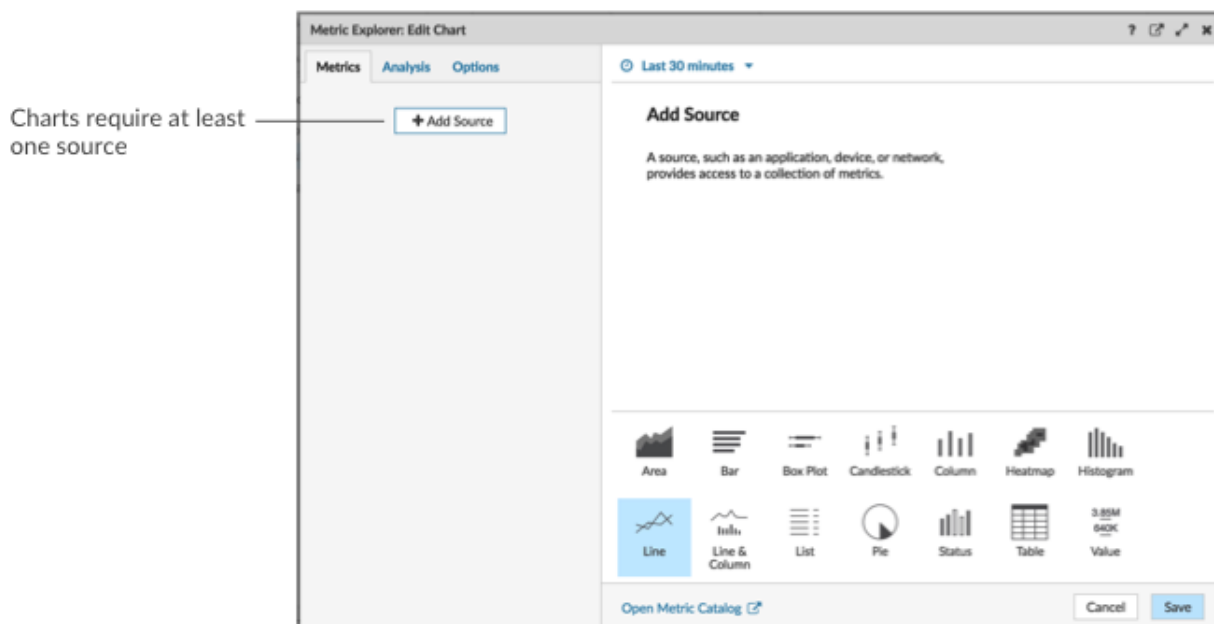 Metric Explorer: Edit Chart
?
Metrics Analysis Options
Last 30 minutes
Charts require at least
one source
+ Add Source
Add Source
A source, such as an application, device, or network,
provides access to a collection of metrics.
Area Bar Box Plot Candlestick Column Heatmap Histogram
3.85M
640K
Line Line & List Pie Status Table Value
Column
Open Metric Catalog
Cancel Save